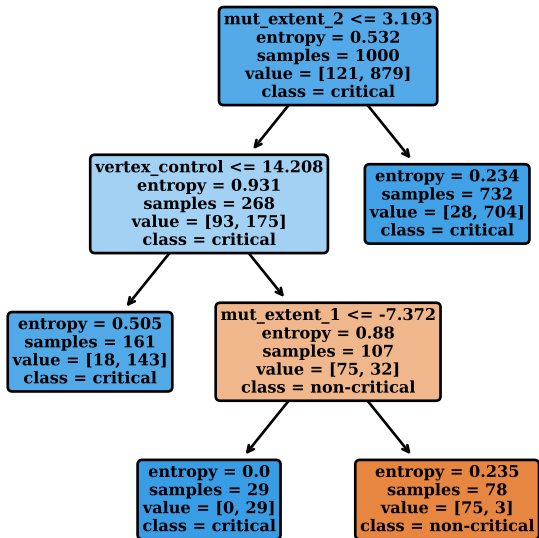 mut_extent_2 <= 3.193
entropy = 0.532
samples = 1000
value = [121, 879]
class = critical
vertex_control <= 14.208
entropy = 0.931
samples = 268
value = [93, 175]
class = critical
entropy = 0.234
samples = 732
value = [28, 704]
class = critical
entropy = 0.505
samples = 161
value = [18, 143]
class = critical
mut_extent_1 <= -7.372
entropy = 0.88
samples = 107
value = [75, 32]
class = non-critical
entropy = 0.0
samples = 29
value = [0, 29]
class = critical
entropy = 0.235
samples = 78
value = [75, 3]
class = non-critical